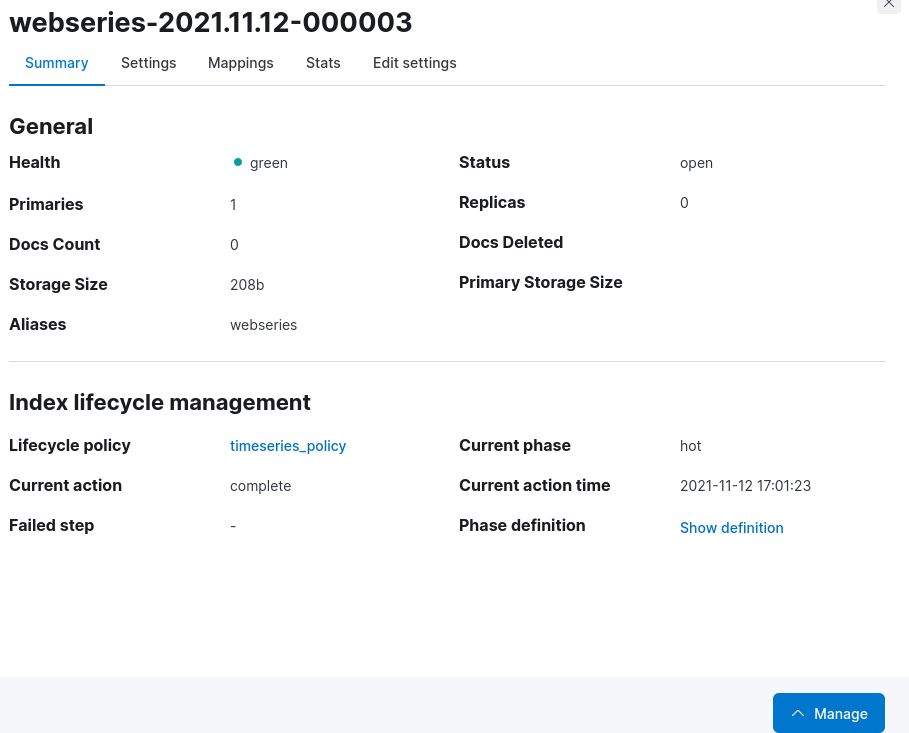 webseries-2021.11.12-000003
Summary Settings Mappings Stats Edit settings
General
Health green Status open
Primaries 1 Replicas 0
Docs Count 0 Docs Deleted
Storage Size 208b Primary Storage Size
Aliases webseries
Index lifecycle management
Lifecycle policy timeseries_policy Current phase hot
Current action complete Current action time 2021-11-12 17:01:23
Failed step - Phase definition Show definition
Manage